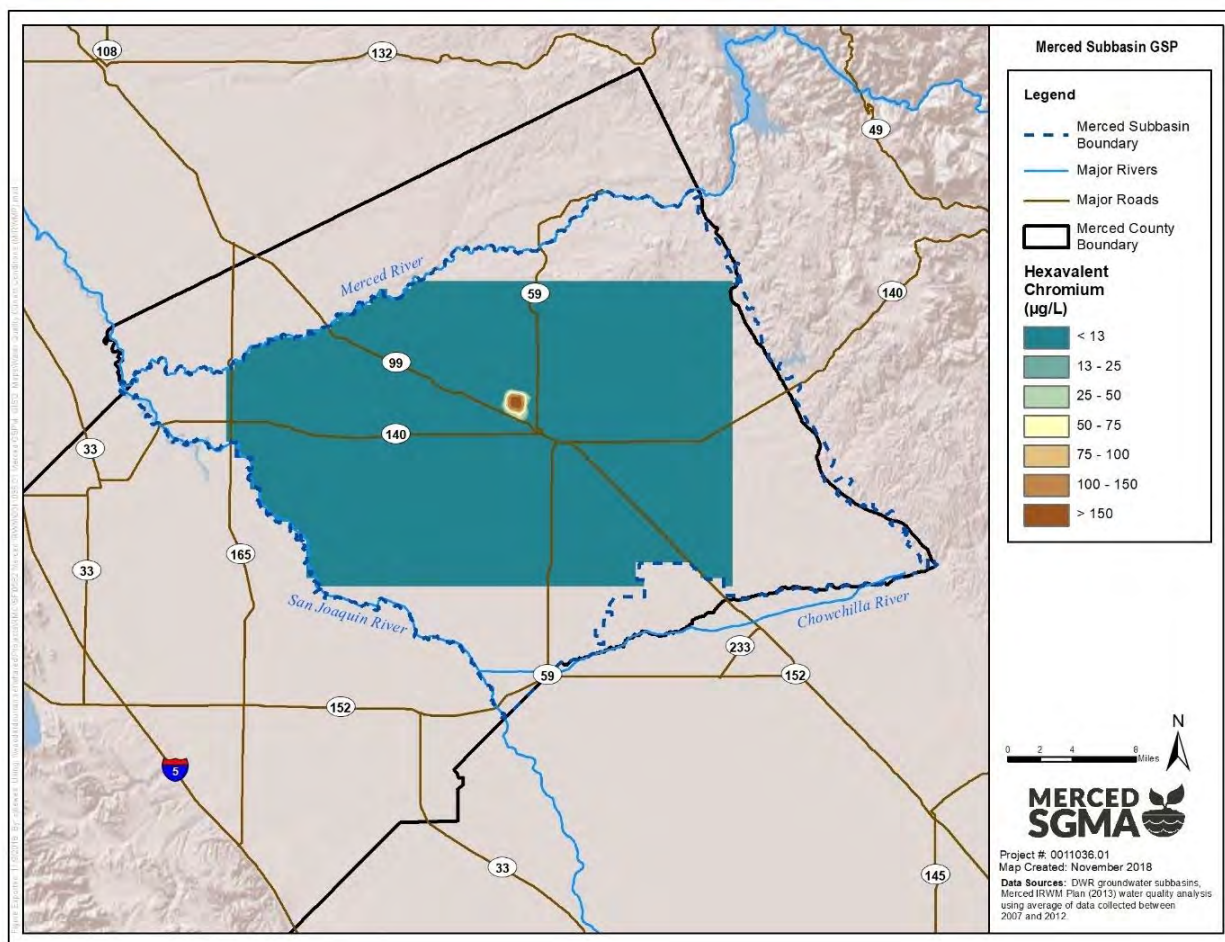 Merced Subbasin GSP
Legend
Merced Subbasin
Boundary
Major Rivers
Major Roads
Merced County
Boundary
Hexavalent
Chromium
(µg/L)
< 13
13 - 25
25 - 50
50 - 75
75 - 100
100 - 150
> 150
108
132
49
Merced River
59
140
99
140
33
165
33
San Joaquin River
Chowchilla River
233
59
152
152
5
33
145
N
0 2 4 8
Miles
MERCED
SGMA
Project #: 0011036.01
Map Created: November 2018
Data Sources: DWR groundwater subbasins,
Merced IRWM Plan (2013) water quality analysis
using average of data collected between
2007 and 2012.